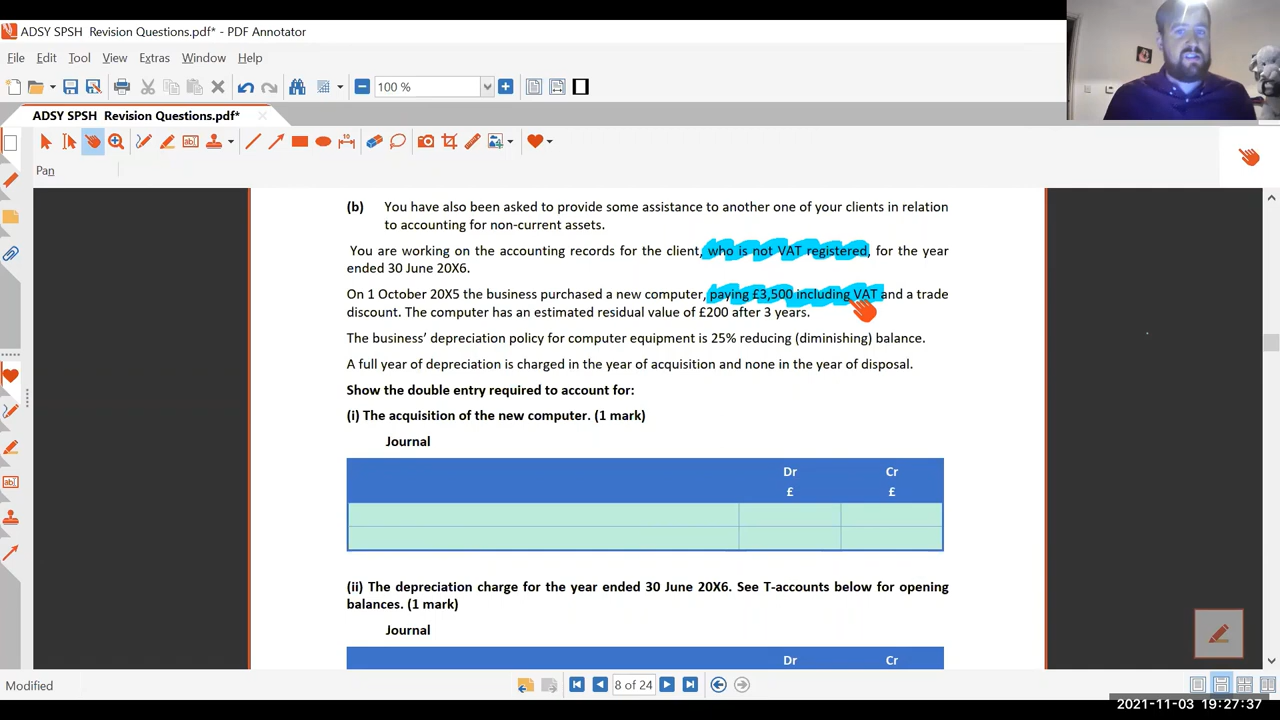 ADSY SPSH  Revision Questions.pdf* - PDF Annotator
File Edit Tool View Extras Window Help
100 %
ADSY SPSH  Revision Questions.pdf*
10
Pan
(b) You have also been asked to provide some assistance to another one of your clients in relation
to accounting for non-current assets.
You are working on the accounting records for the client, who is not VAT registered, for the year
ended 30 June 20X6.
On 1 October 20X5 the business purchased a new computer, paying £3,500 including VAT and a trade
discount. The computer has an estimated residual value of £200 after 3 years.
The business' depreciation policy for computer equipment is 25% reducing (diminishing) balance.
A full year of depreciation is charged in the year of acquisition and none in the year of disposal.
Show the double entry required to account for:
(i) The acquisition of the new computer. (1 mark)
Journal
Dr Cr
£ £
(ii) The depreciation charge for the year ended 30 June 20X6. See T-accounts below for opening
balances. (1 mark)
Journal
Dr Cr
Modified
8 of 24
2021-11-03 19:27:37